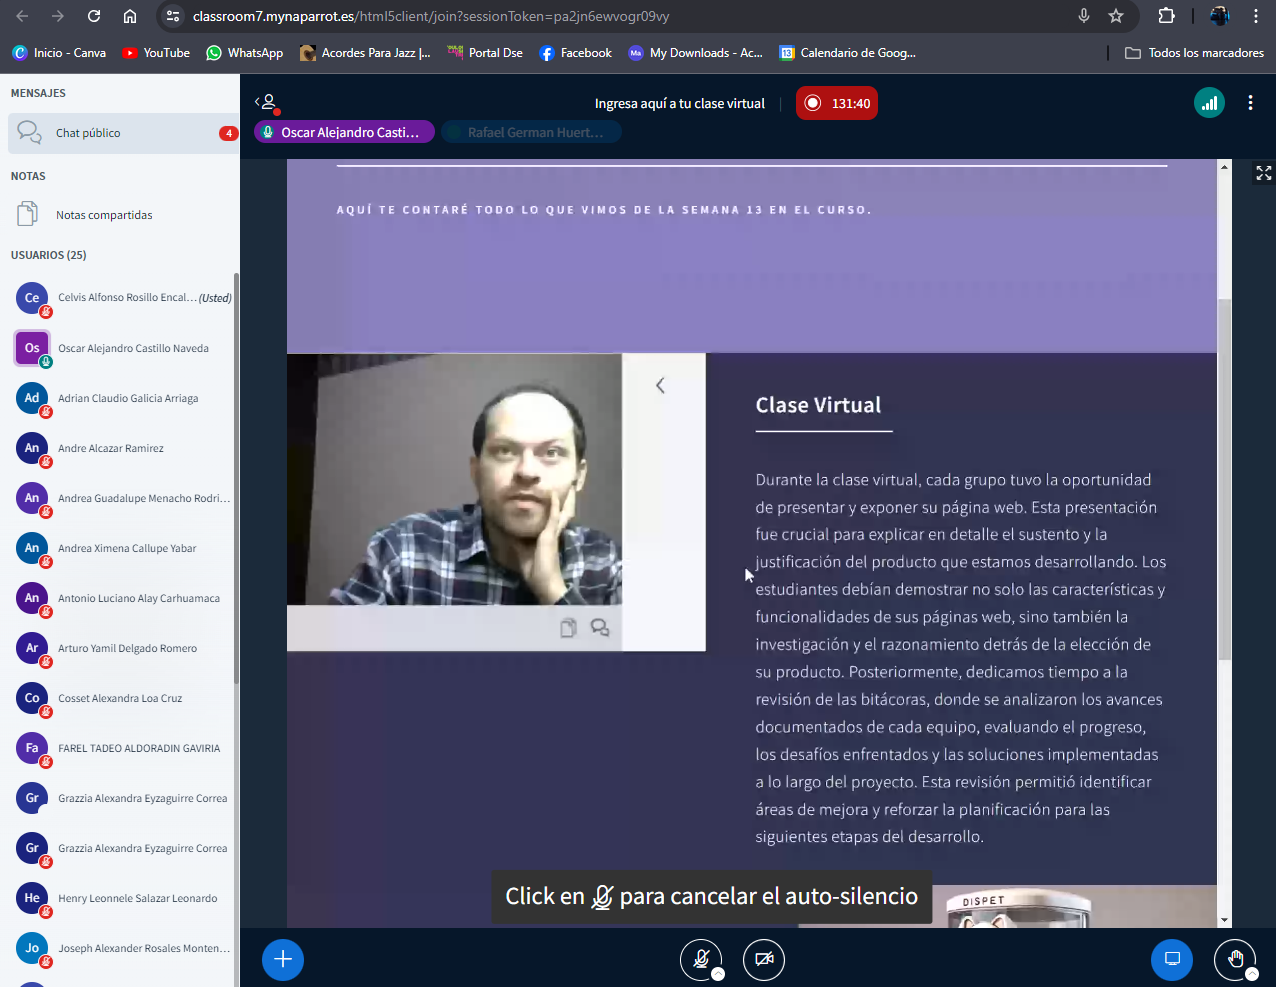 classroom7.mynaparrot.es/html5client/join?sessionToken=pa2jn6ewvogr09vy
Inicio - Canva
YouTube
WhatsApp
Acordes Para Jazz |...
Portal Dse
Facebook
Ma
My Downloads - Ac...
Calendario de Goog...
Todos los marcadores
MENSAJES
Chat público
4
NOTAS
Notas compartidas
USUARIOS (25)
Ce
Celvis Alfonso Rosillo Encal... (Usted)
Os
Oscar Alejandro Castillo Naveda
Ad
Adrian Claudio Galicia Arriaga
An
Andre Alcazar Ramirez
An
Andrea Guadalupe Menacho Rodri...
An
Andrea Ximena Callupe Yabar
An
Antonio Luciano Alay Carhuamaca
Ar
Arturo Yamil Delgado Romero
Co
Cosset Alexandra Loa Cruz
Fa
FAREL TADEO ALDORADIN GAVIRIA
Gr
Grazzia Alexandra Eyzaguirre Correa
Gr
Grazzia Alexandra Eyzaguirre Correa
He
Henry Leonnele Salazar Leonardo
Jo
Joseph Alexander Rosales Monten...
Ingresa aquí a tu clase virtual
131:40
Oscar Alejandro Casti...
Rafael German Huert...
AQUÍ TE CONTARÉ TODO LO QUE VIMOS DE LA SEMANA 13 EN EL CURSO.
Clase Virtual
Durante la clase virtual, cada grupo tuvo la oportunidad
de presentar y exponer su página web. Esta presentación
fue crucial para explicar en detalle el sustento y la
justificación del producto que estamos desarrollando. Los
estudiantes debían demostrar no solo las características y
funcionalidades de sus páginas web, sino también la
investigación y el razonamiento detrás de la elección de
su producto. Posteriormente, dedicamos tiempo a la
revisión de las bitácoras, donde se analizaron los avances
documentados de cada equipo, evaluando el progreso,
los desafíos enfrentados y las soluciones implementadas
a lo largo del proyecto. Esta revisión permitió identificar
áreas de mejora y reforzar la planificación para las
siguientes etapas del desarrollo.
DISPET
Click en para cancelar el auto-silencio